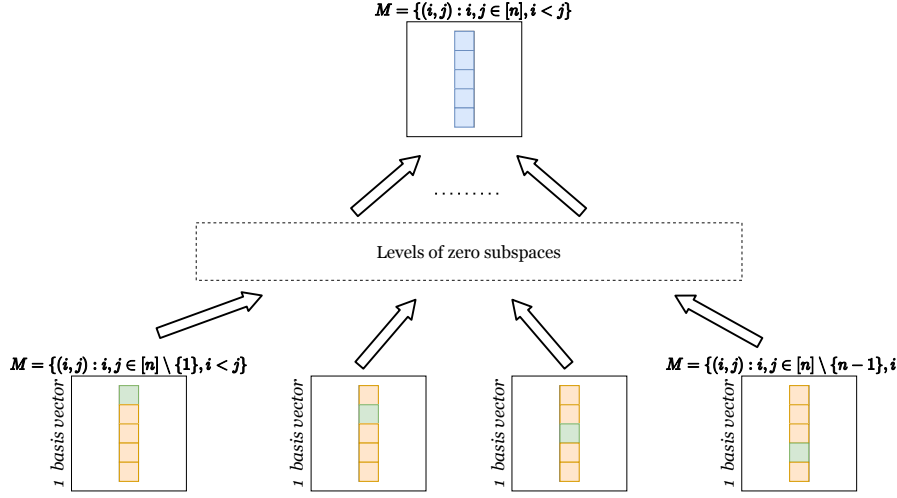 M = {(i, j) : i, j ∈ [n], i < j}
.........
Levels of zero subspaces
M = {(i, j) : i, j ∈ [n] \ {1}, i < j}
M = {(i, j) : i, j ∈ [n] \ {n − 1}, i
1 basis vector
1 basis vector
1 basis vector
1 basis vector